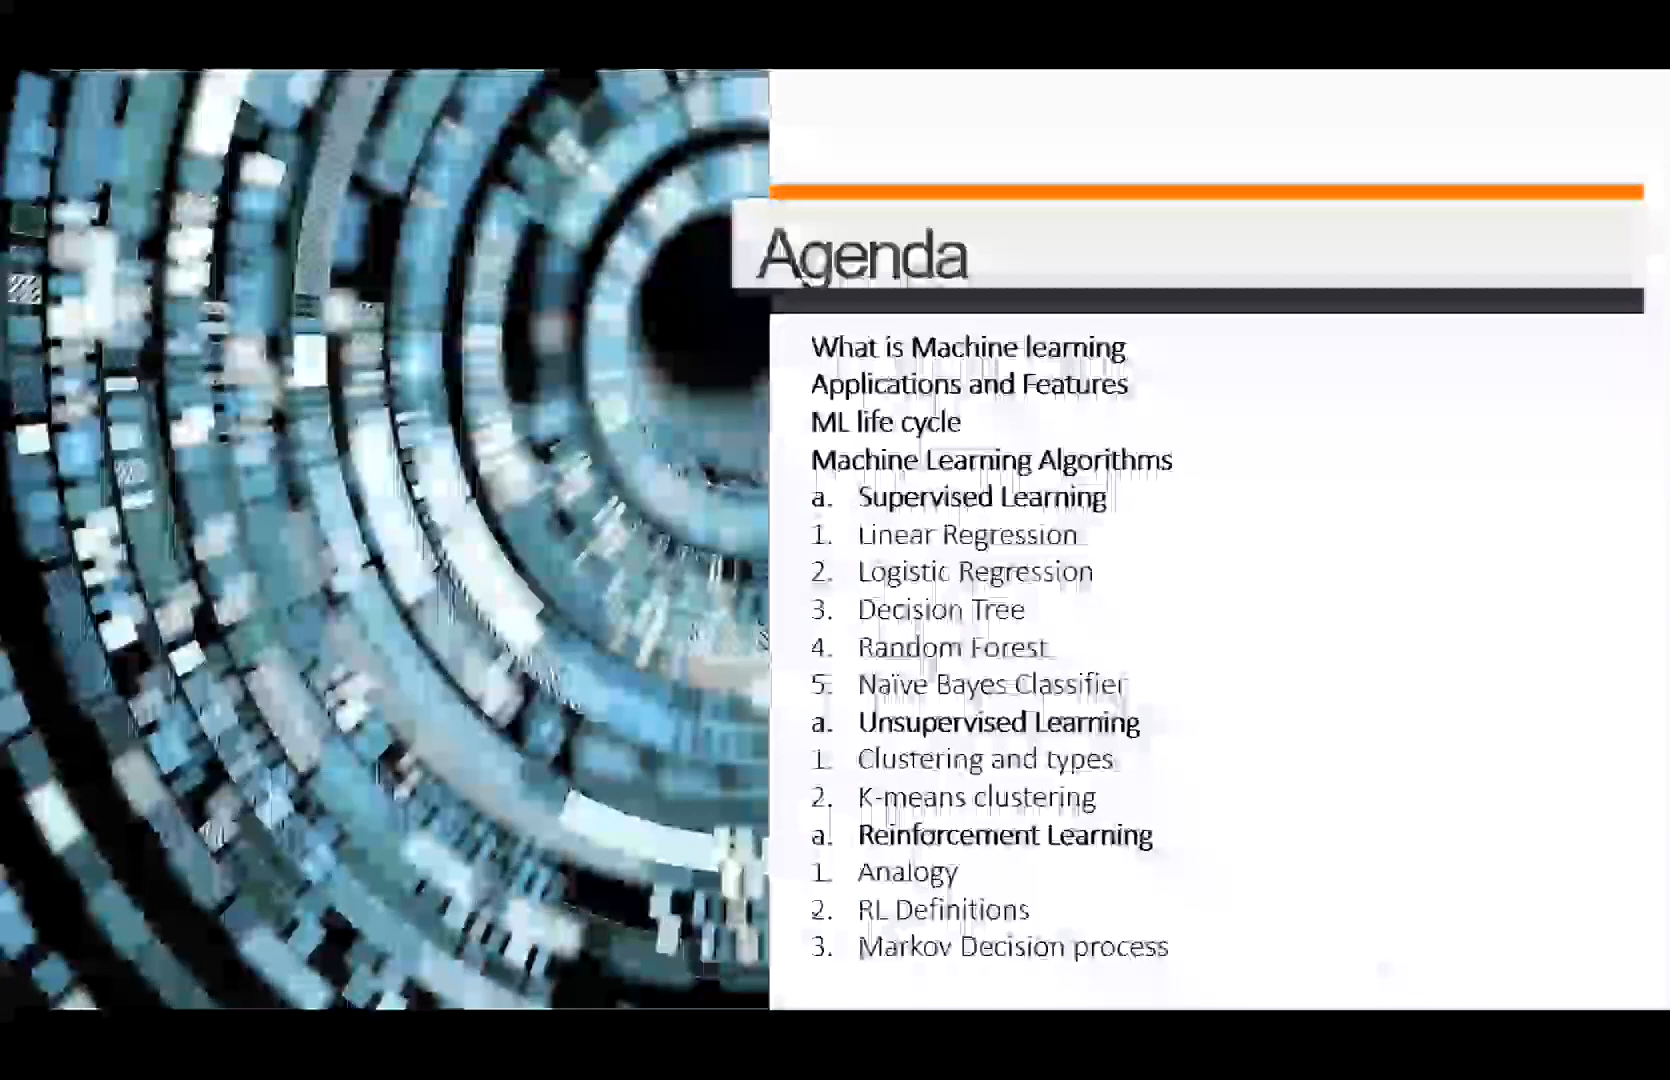 Agenda
What is Machine learning
Applications and Features
ML life cycle
Machine Learning Algorithms
a. Supervised Learning
1. Linear Regression
2. Logistic Regression
3. Decision Tree
4. Random Forest
5. Naïve Bayes Classifier
a. Unsupervised Learning
1. Clustering and types
2. K-means clustering
a. Reinforcement Learning
1. Analogy
2. RL Definitions
3. Markov Decision process